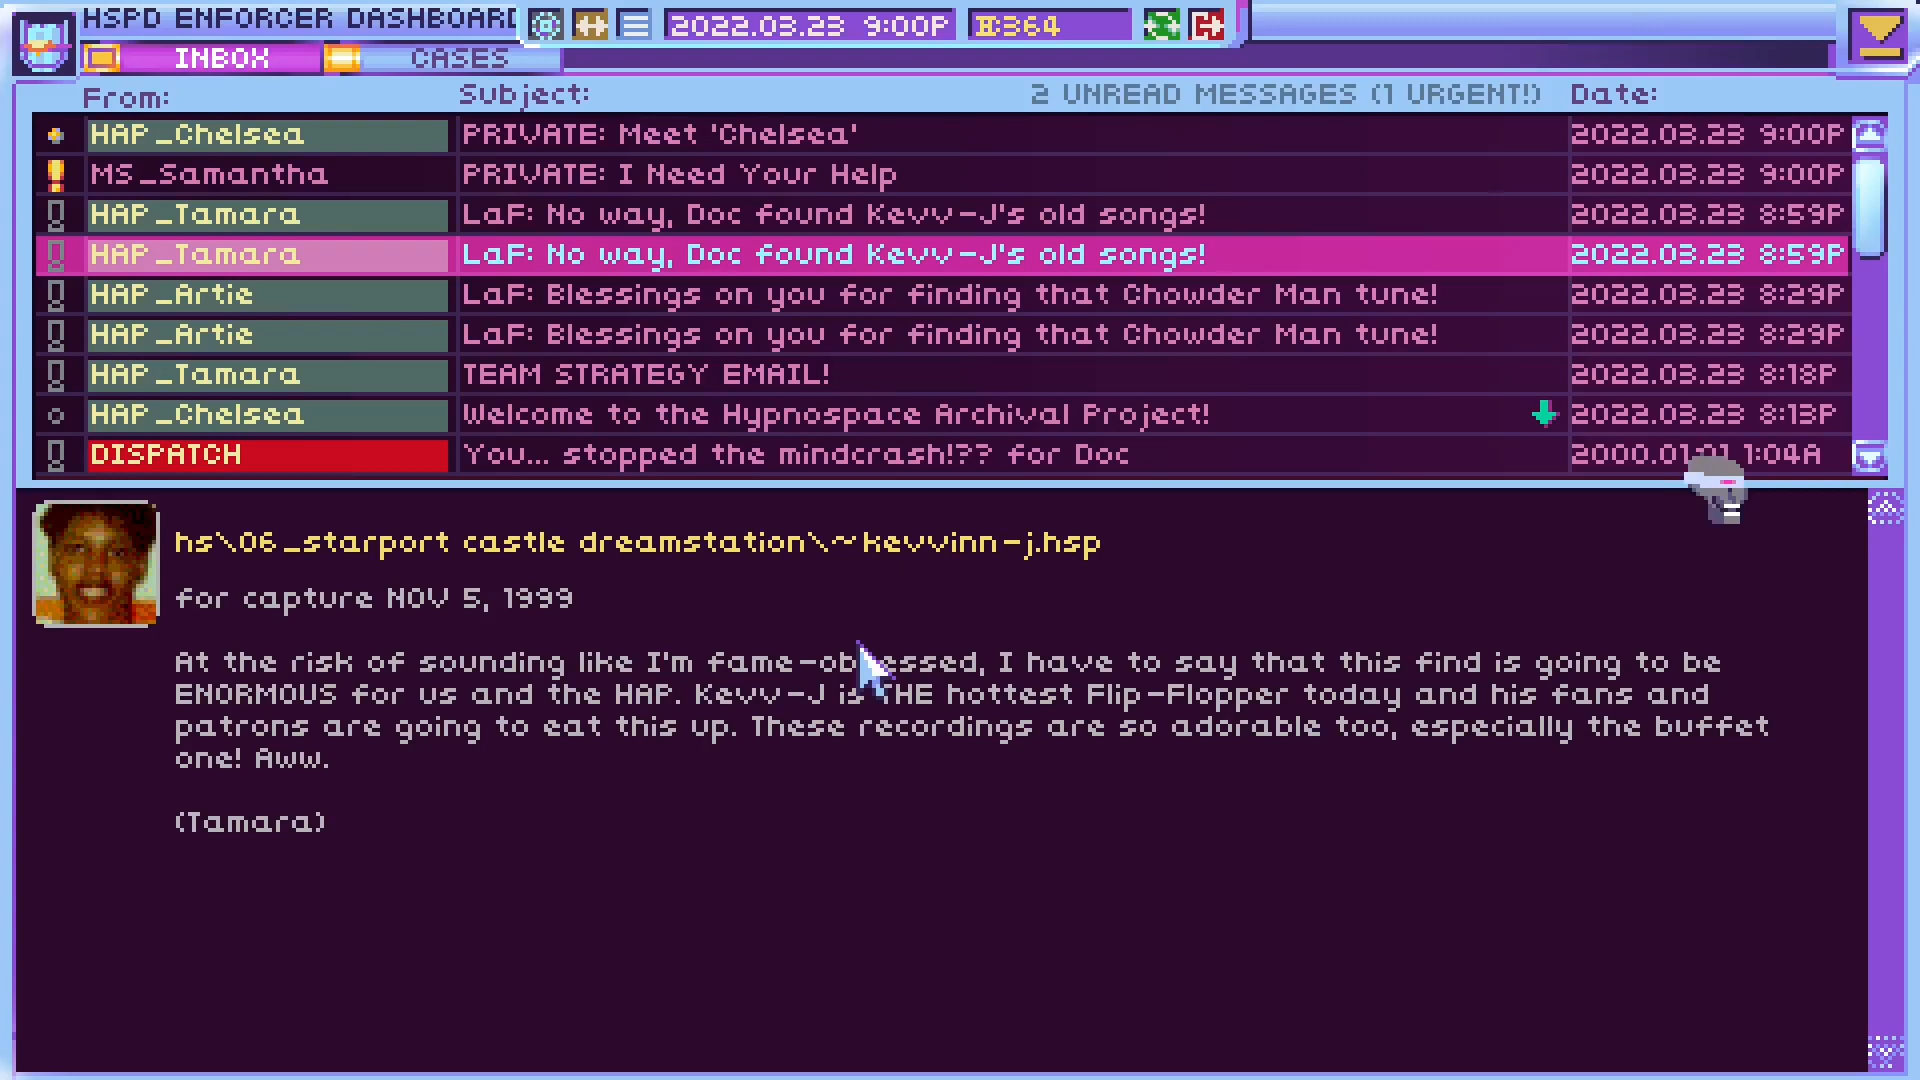 HSPD ENFORCER DASHBOARD
2022.03.23 9:00P
364
INBOX
CASES
From:
Subject:
2 UNREAD MESSAGES (1 URGENT!)
Date:
HAP_Chelsea PRIVATE: Meet 'Chelsea' 2022.03.23 9:00P
MS_Samantha PRIVATE: I Need Your Help 2022.03.23 9:00P
HAP_Tamara LaF: No way, Doc found Kevv-J's old songs! 2022.03.23 8:59P
HAP_Tamara LaF: No way, Doc found Kevv-J's old songs! 2022.03.23 8:59P
HAP_Artie LaF: Blessings on you for finding that Chowder Man tune! 2022.03.23 8:29P
HAP_Artie LaF: Blessings on you for finding that Chowder Man tune! 2022.03.23 8:29P
HAP_Tamara TEAM STRATEGY EMAIL! 2022.03.23 8:18P
HAP_Chelsea Welcome to the Hypnospace Archival Project! 2022.03.23 8:13P
DISPATCH You... stopped the mindcrash!?? for Doc 2000.01.01 1:04A
hs\06_starport castle dreamstation\~kevvinn-j.hsp
for capture NOV 5, 1999
At the risk of sounding like I'm fame-obsessed, I have to say that this find is going to be
ENORMOUS for us and the HAP. Kevv-J is THE hottest Flip-Flopper today and his fans and
patrons are going to eat this up. These recordings are so adorable too, especially the buffet
one! Aww.
(Tamara)